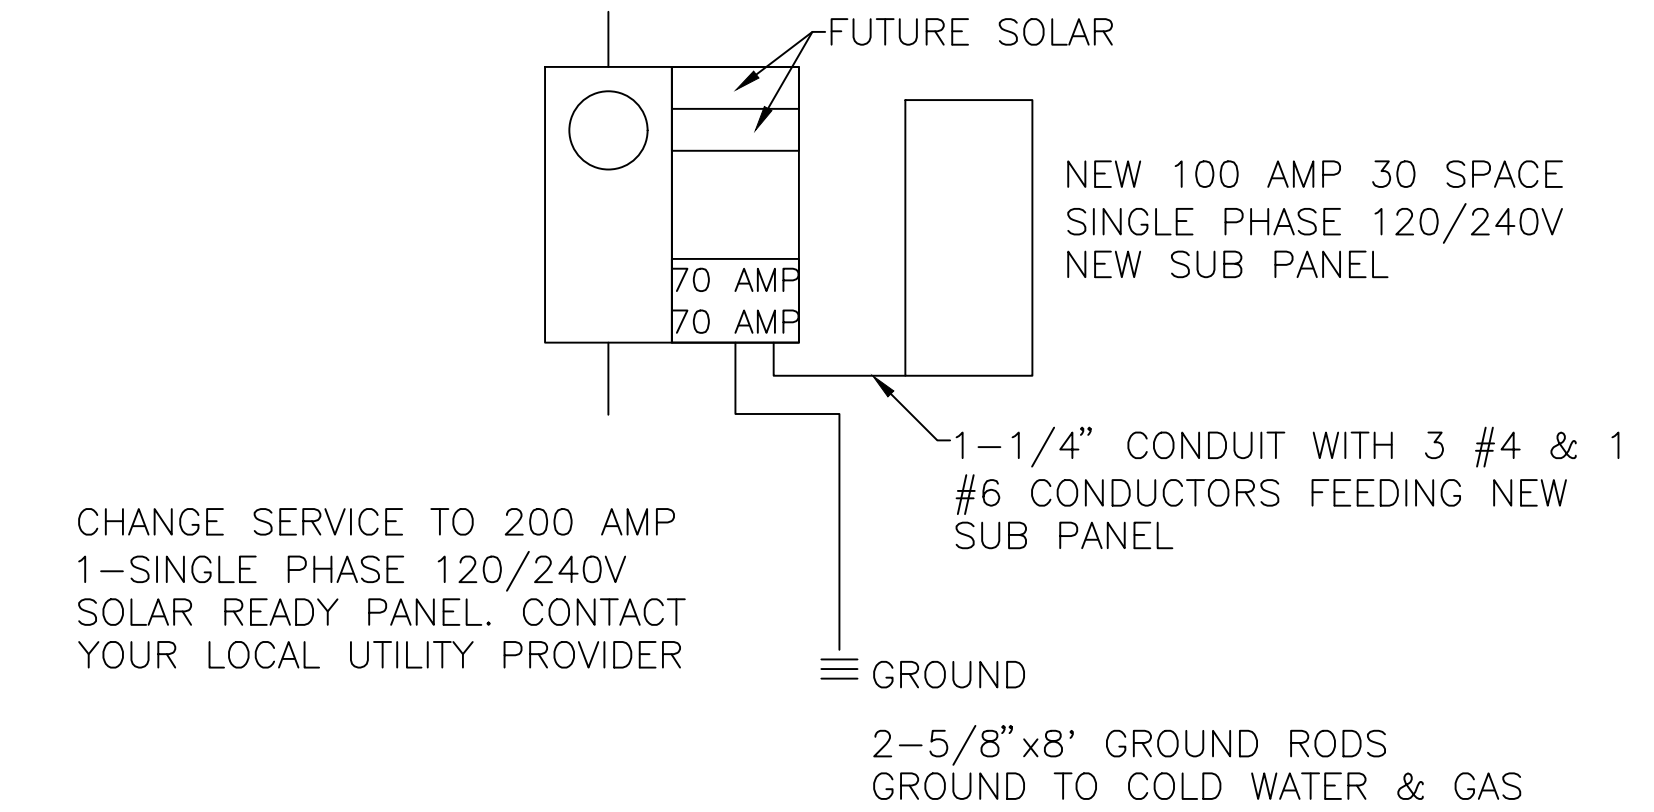 FUTURE SOLAR
NEW 100 AMP 30 SPACE
SINGLE PHASE 120/240V
NEW SUB PANEL
70 AMP
70 AMP
1-1/4” CONDUIT WITH 3 #4 & 1
#6 CONDUCTORS FEEDING NEW
SUB PANEL
CHANGE SERVICE TO 200 AMP
1-SINGLE PHASE 120/240V
SOLAR READY PANEL. CONTACT
YOUR LOCAL UTILITY PROVIDER
GROUND
2-5/8”x8’ GROUND RODS
GROUND TO COLD WATER & GAS